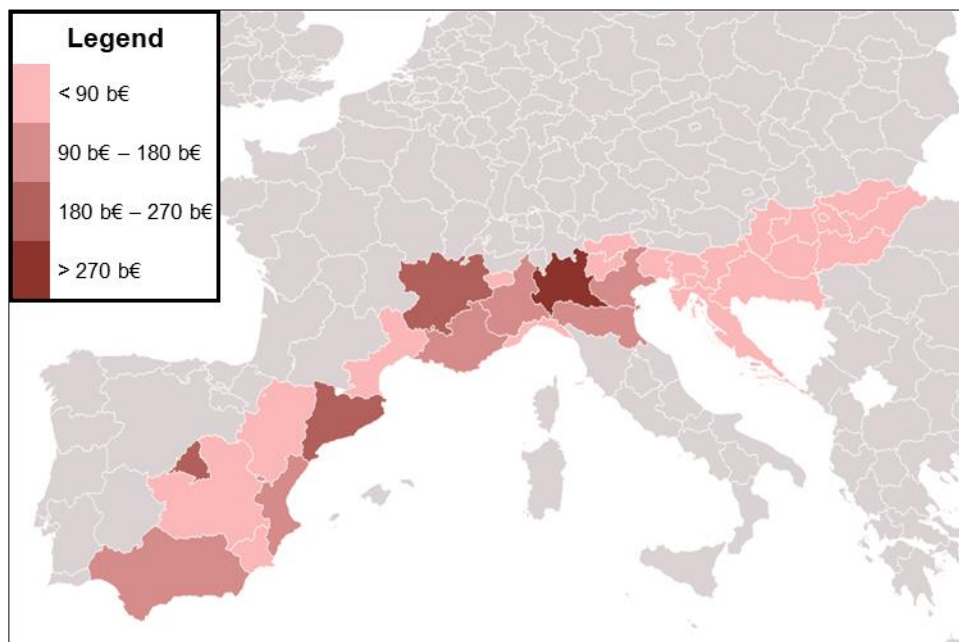 Legend
< 90 b€
90 b€ – 180 b€
180 b€ – 270 b€
> 270 b€